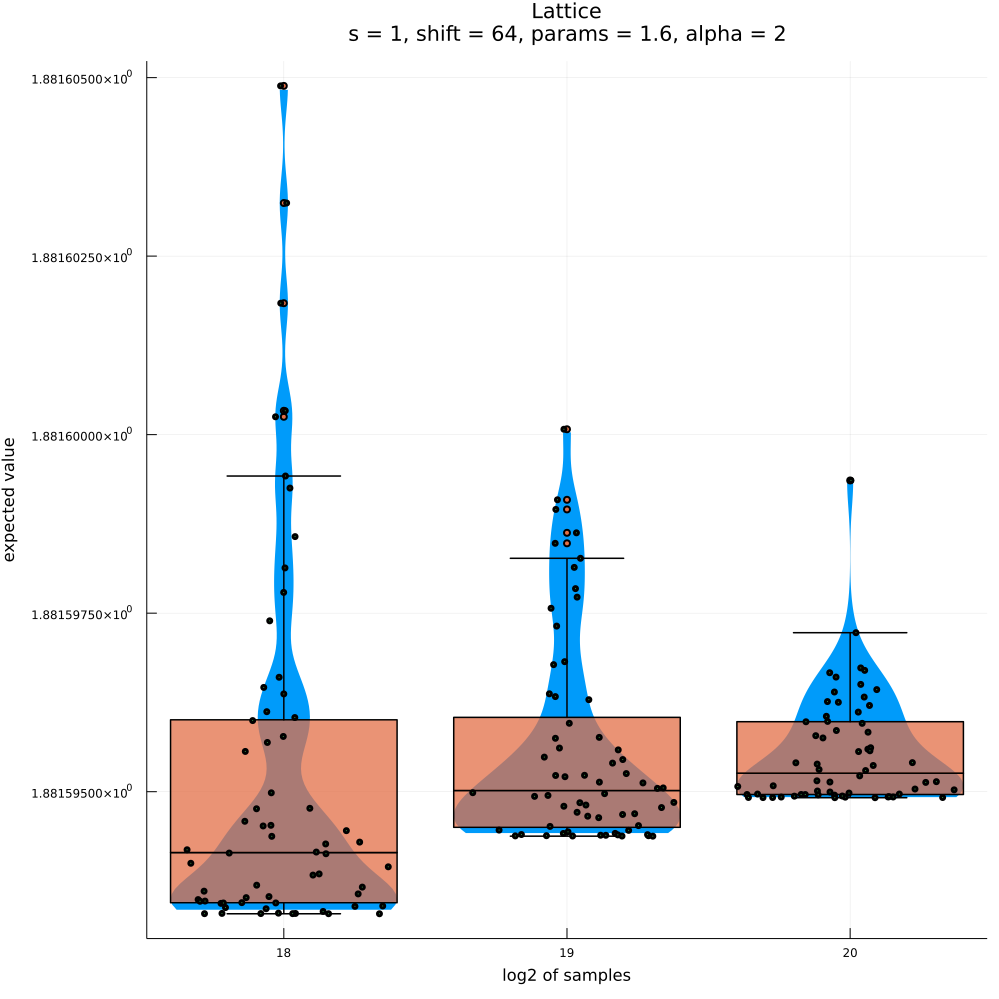 Lattice
s = 1, shift = 64, params = 1.6, alpha = 2
1.88160500×10⁰
1.88160250×10⁰
1.88160000×10⁰
1.88159750×10⁰
1.88159500×10⁰
expected value
18 19 20
log2 of samples